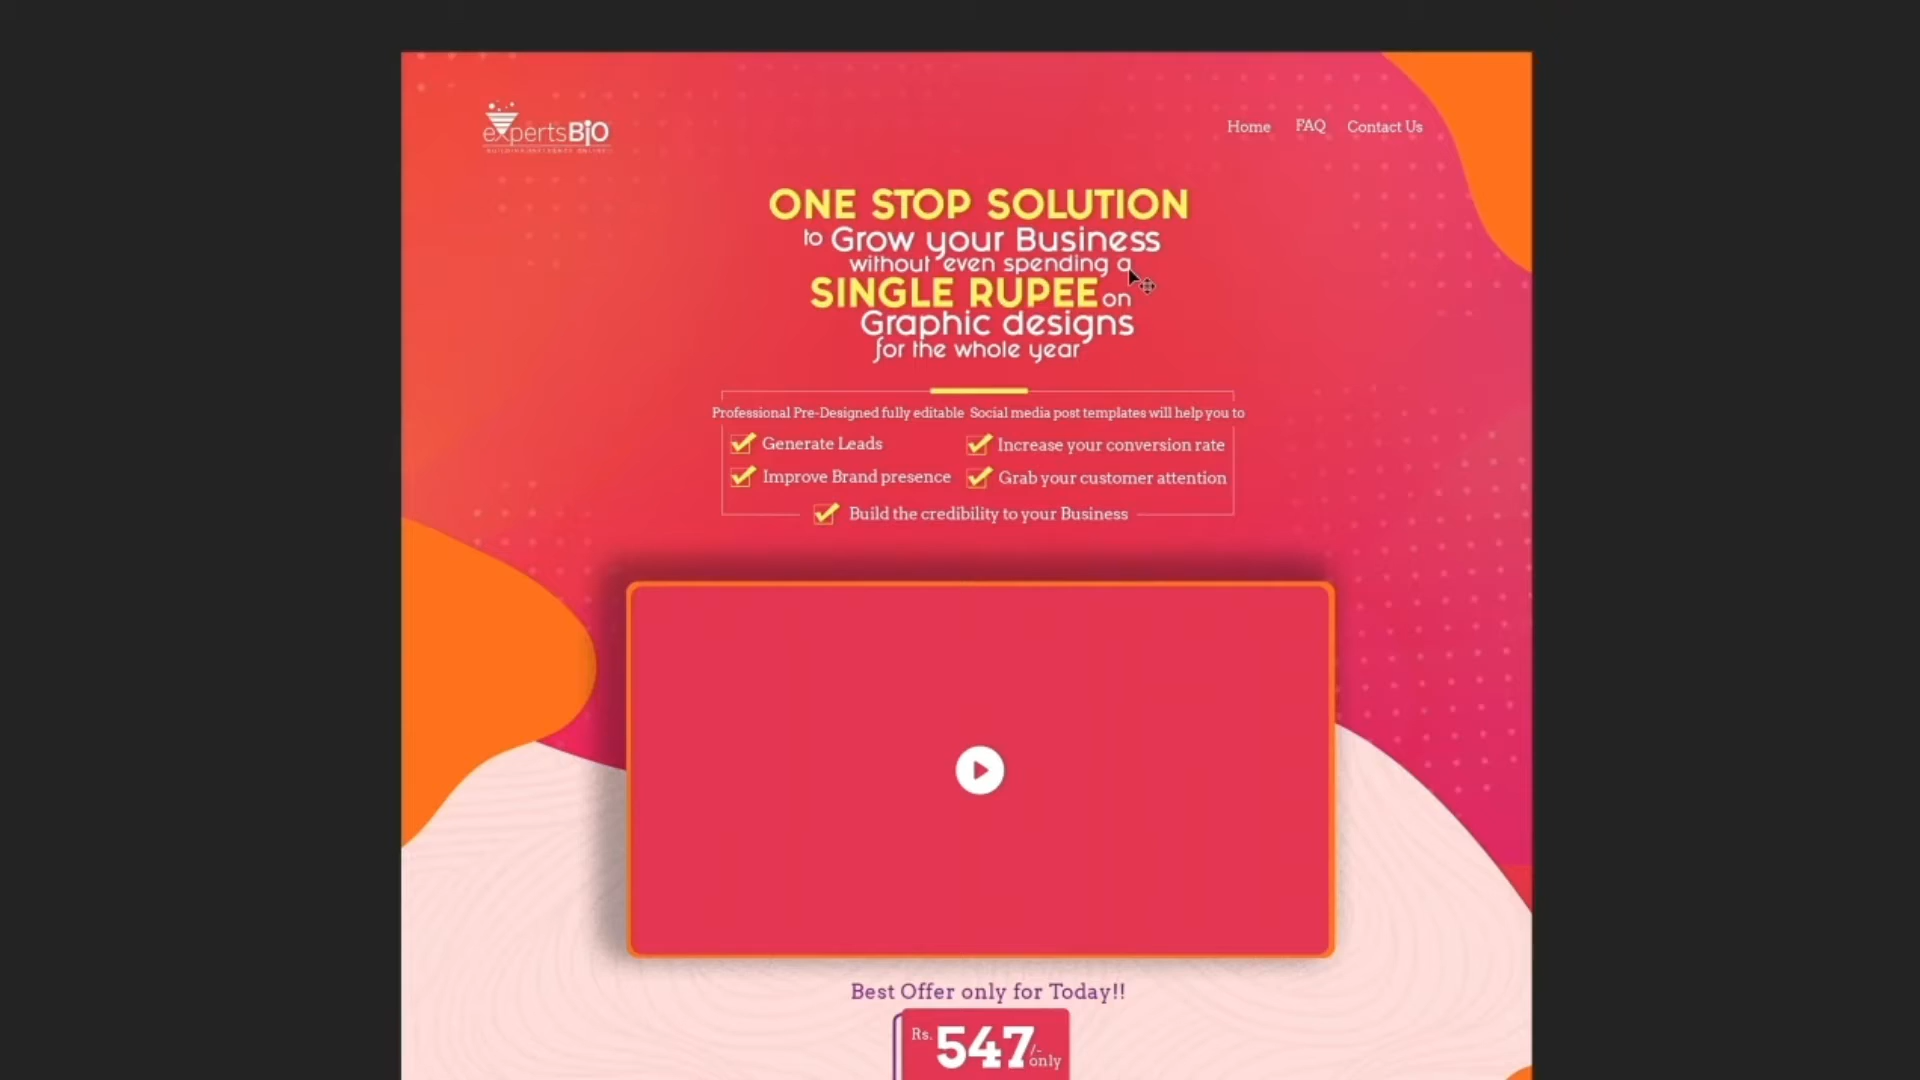 expertsBiO
Home FAQ Contact Us
ONE STOP SOLUTION
to Grow your Business
without even spending a
SINGLE RUPEE on
Graphic designs
for the whole year
Professional Pre-Designed fully editable Social media post templates will help you to
Generate Leads Increase your conversion rate
Improve Brand presence Grab your customer attention
Build the credibility to your Business
Best Offer only for Today!!
Rs. 547/- only